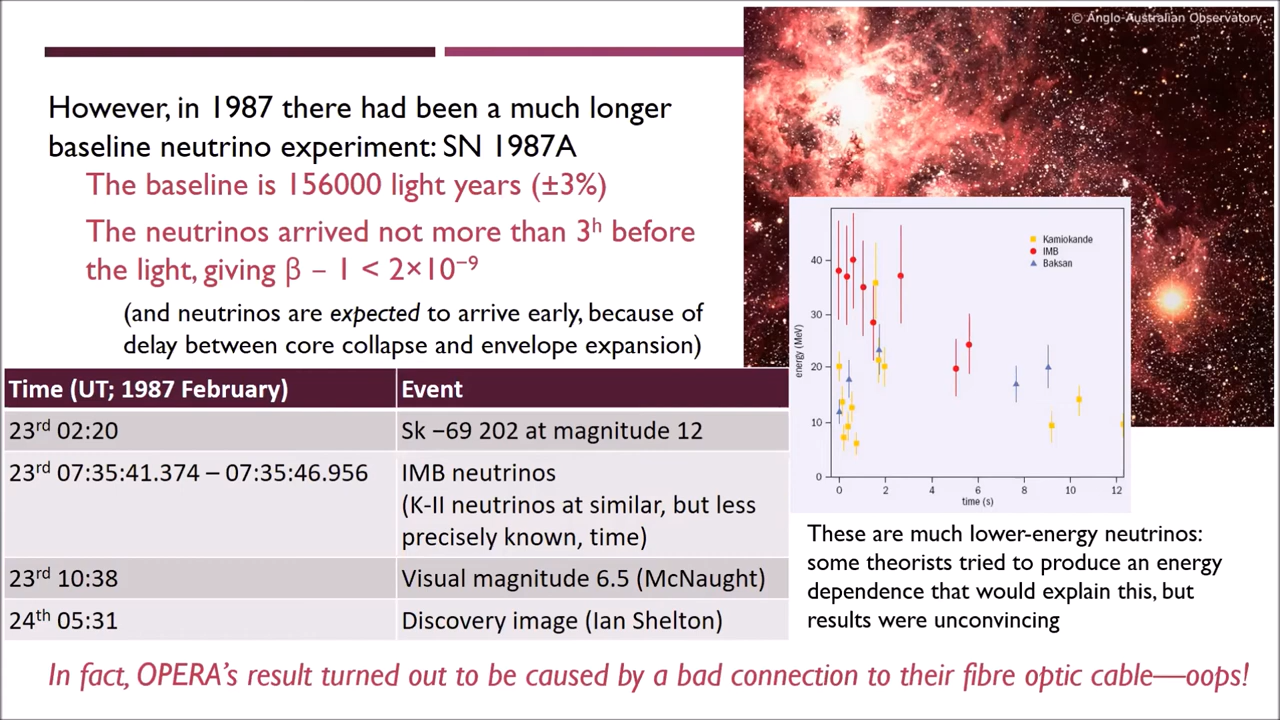 © Anglo-Australian Observatory
However, in 1987 there had been a much longer
baseline neutrino experiment: SN 1987A
The baseline is 156000 light years (±3%)
The neutrinos arrived not more than 3ʰ before
the light, giving β – 1 < 2×10⁻⁹
(and neutrinos are expected to arrive early, because of
delay between core collapse and envelope expansion)
Time (UT; 1987 February) Event
23ʳᵈ 02:20 Sk −69 202 at magnitude 12
23ʳᵈ 07:35:41.374 – 07:35:46.956 IMB neutrinos
(K-II neutrinos at similar, but less
precisely known, time)
23ʳᵈ 10:38 Visual magnitude 6.5 (McNaught)
24ᵗʰ 05:31 Discovery image (Ian Shelton)
Kamiokande
IMB
Baksan
energy (MeV)
40
30
20
10
0
0 2 4 6 8 10 12
time (s)
These are much lower-energy neutrinos:
some theorists tried to produce an energy
dependence that would explain this, but
results were unconvincing
In fact, OPERA's result turned out to be caused by a bad connection to their fibre optic cable—oops!